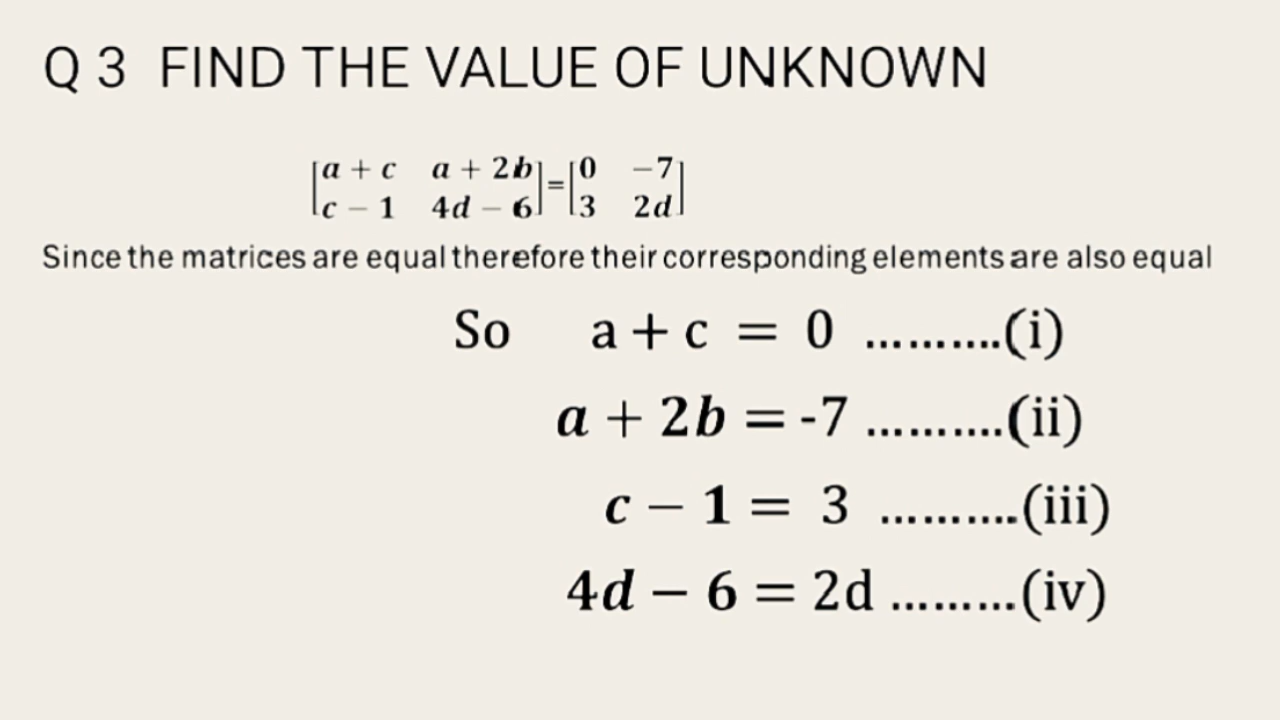 Q 3 FIND THE VALUE OF UNKNOWN
[a + c a + 2b] = [0 −7]
[c − 1 4d − 6] [3 2d]
Since the matrices are equal therefore their corresponding elements are also equal
So a + c = 0 ..........(i)
a + 2b = -7 ..........(ii)
c − 1 = 3 ..........(iii)
4d − 6 = 2d .........(iv)